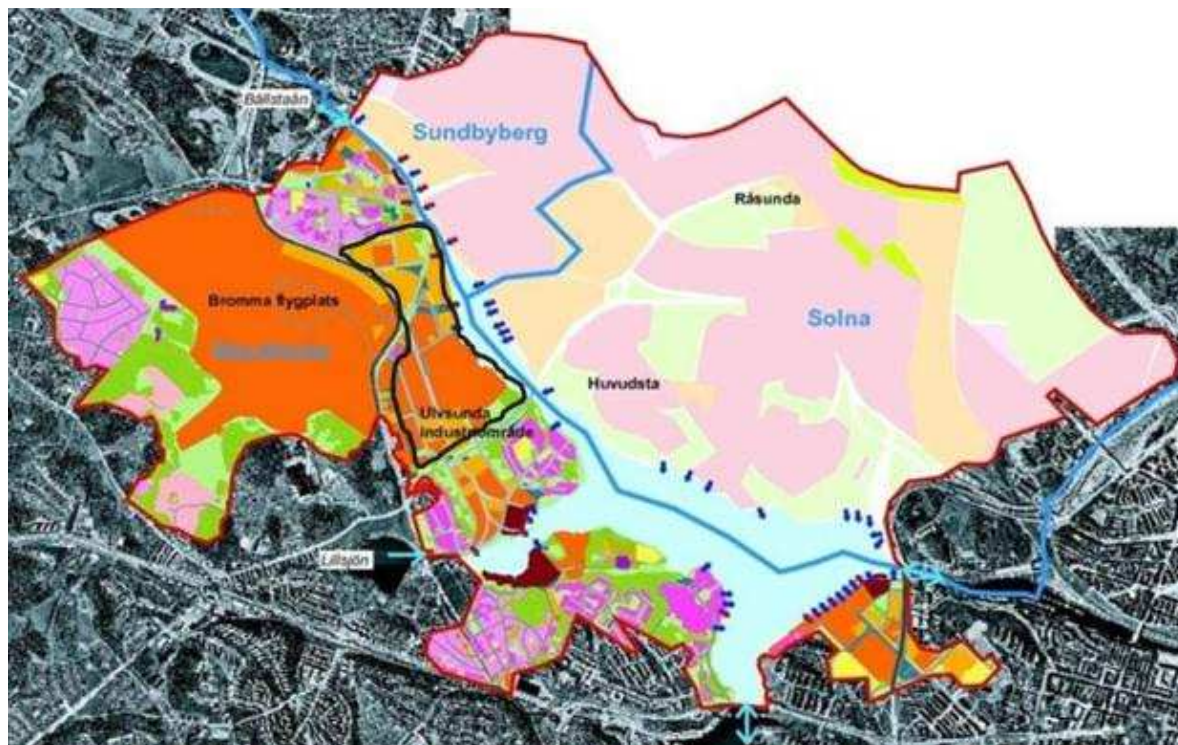 Bällstaån
Sundbyberg
Råsunda
Bromma flygplats
Solna
Huvudsta
Ulvsunda
industriområde
Lillsjön